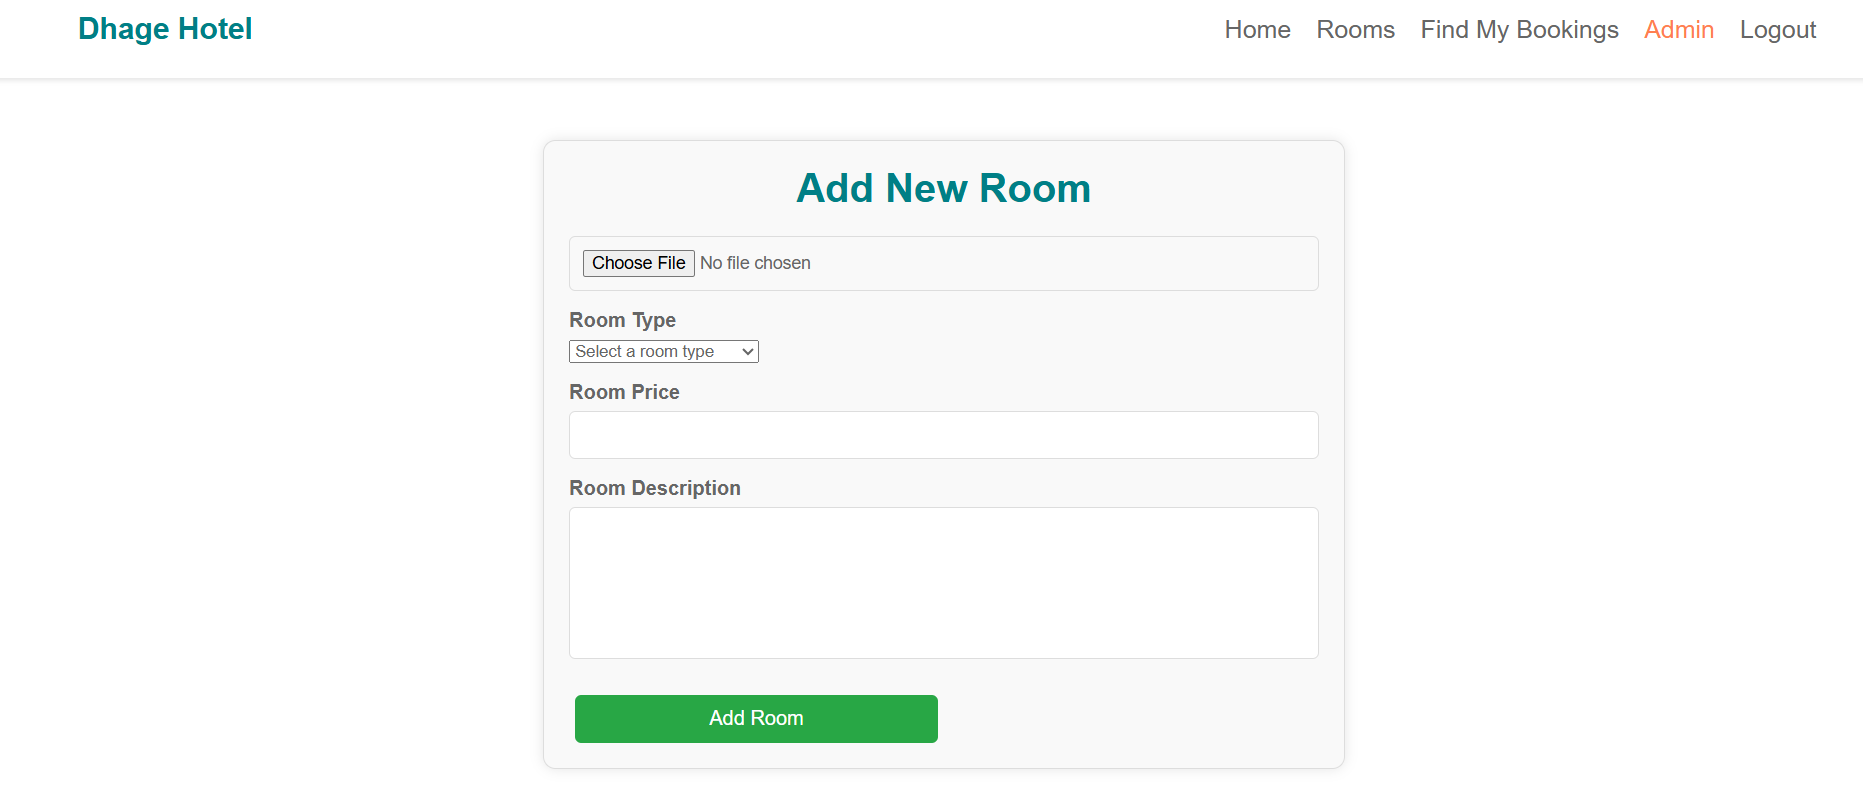 Dhage Hotel
Home Rooms Find My Bookings Admin Logout
Add New Room
Choose File No file chosen
Room Type
Select a room type
Room Price
Room Description
Add Room